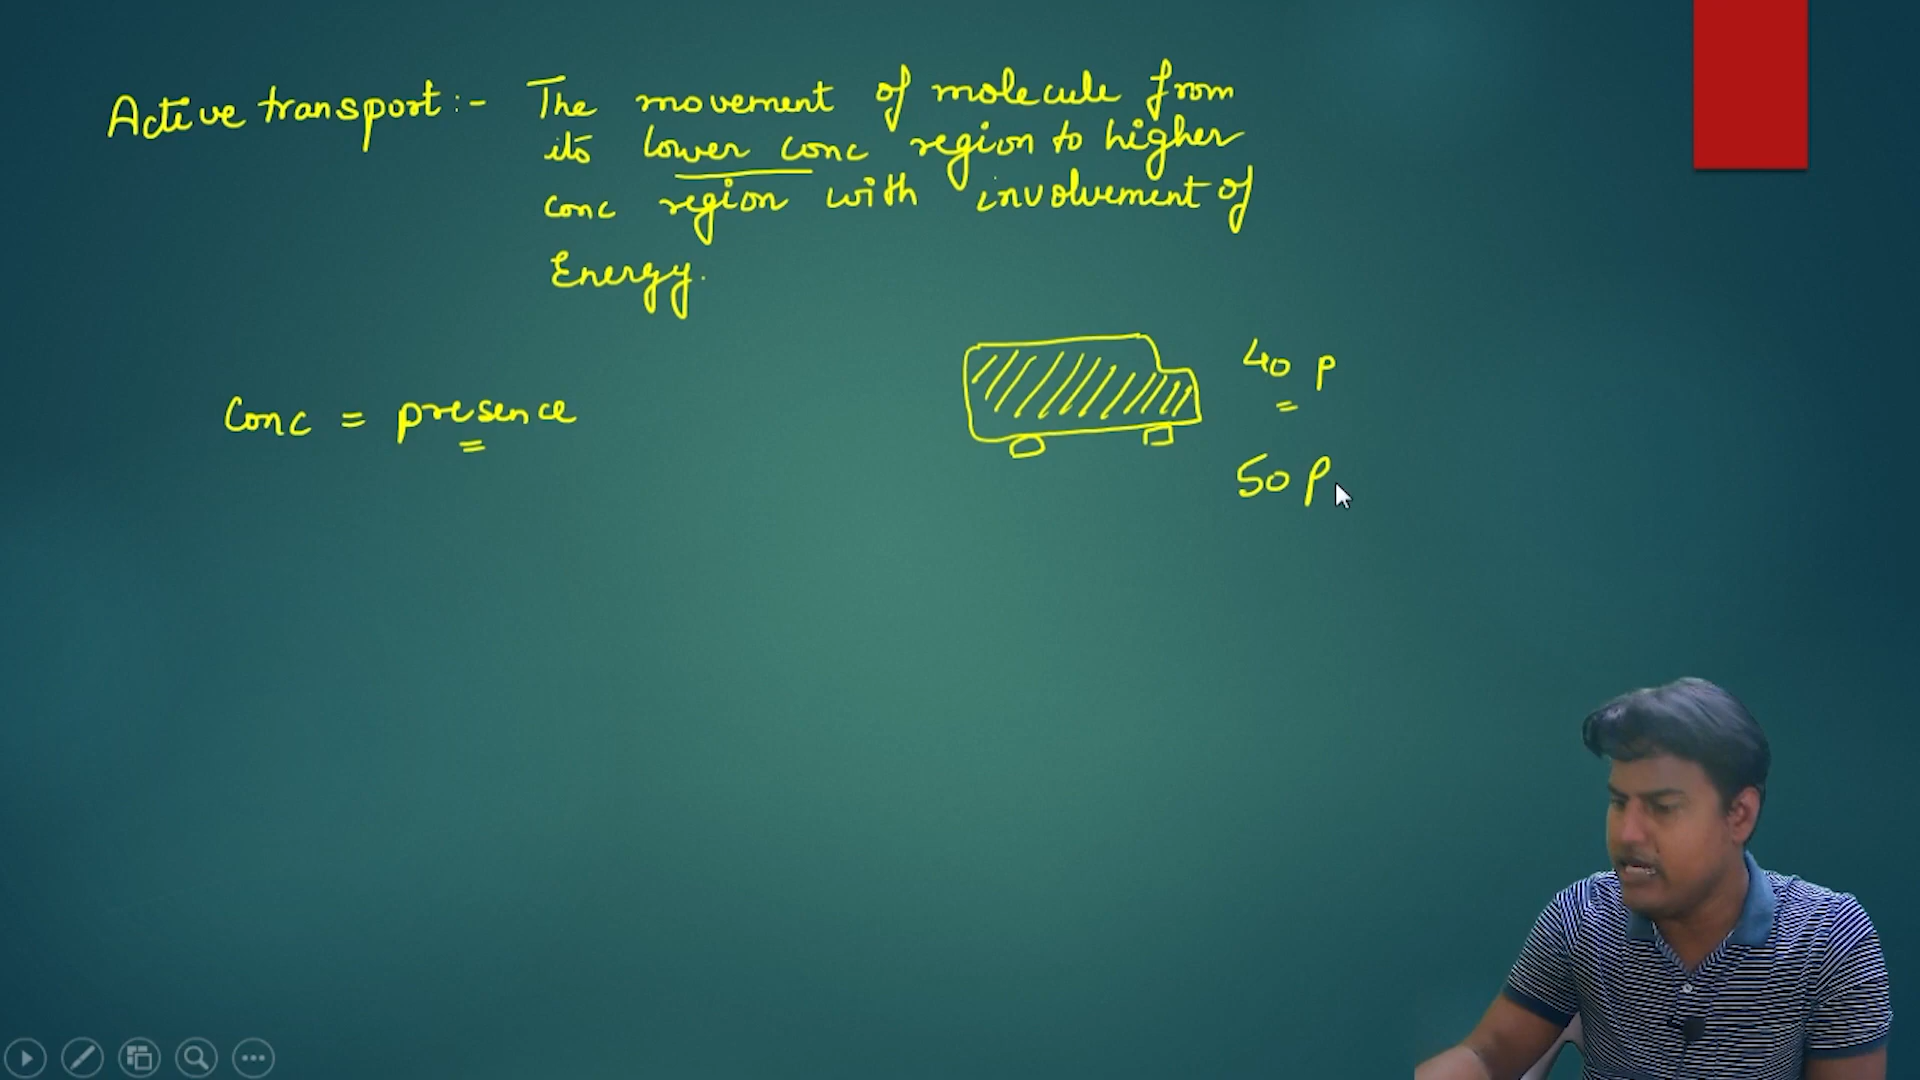 Active transport :- The movement of molecule from
its lower conc region to higher
conc region with involvement of
Energy.
40 P
Conc = presence
50 P